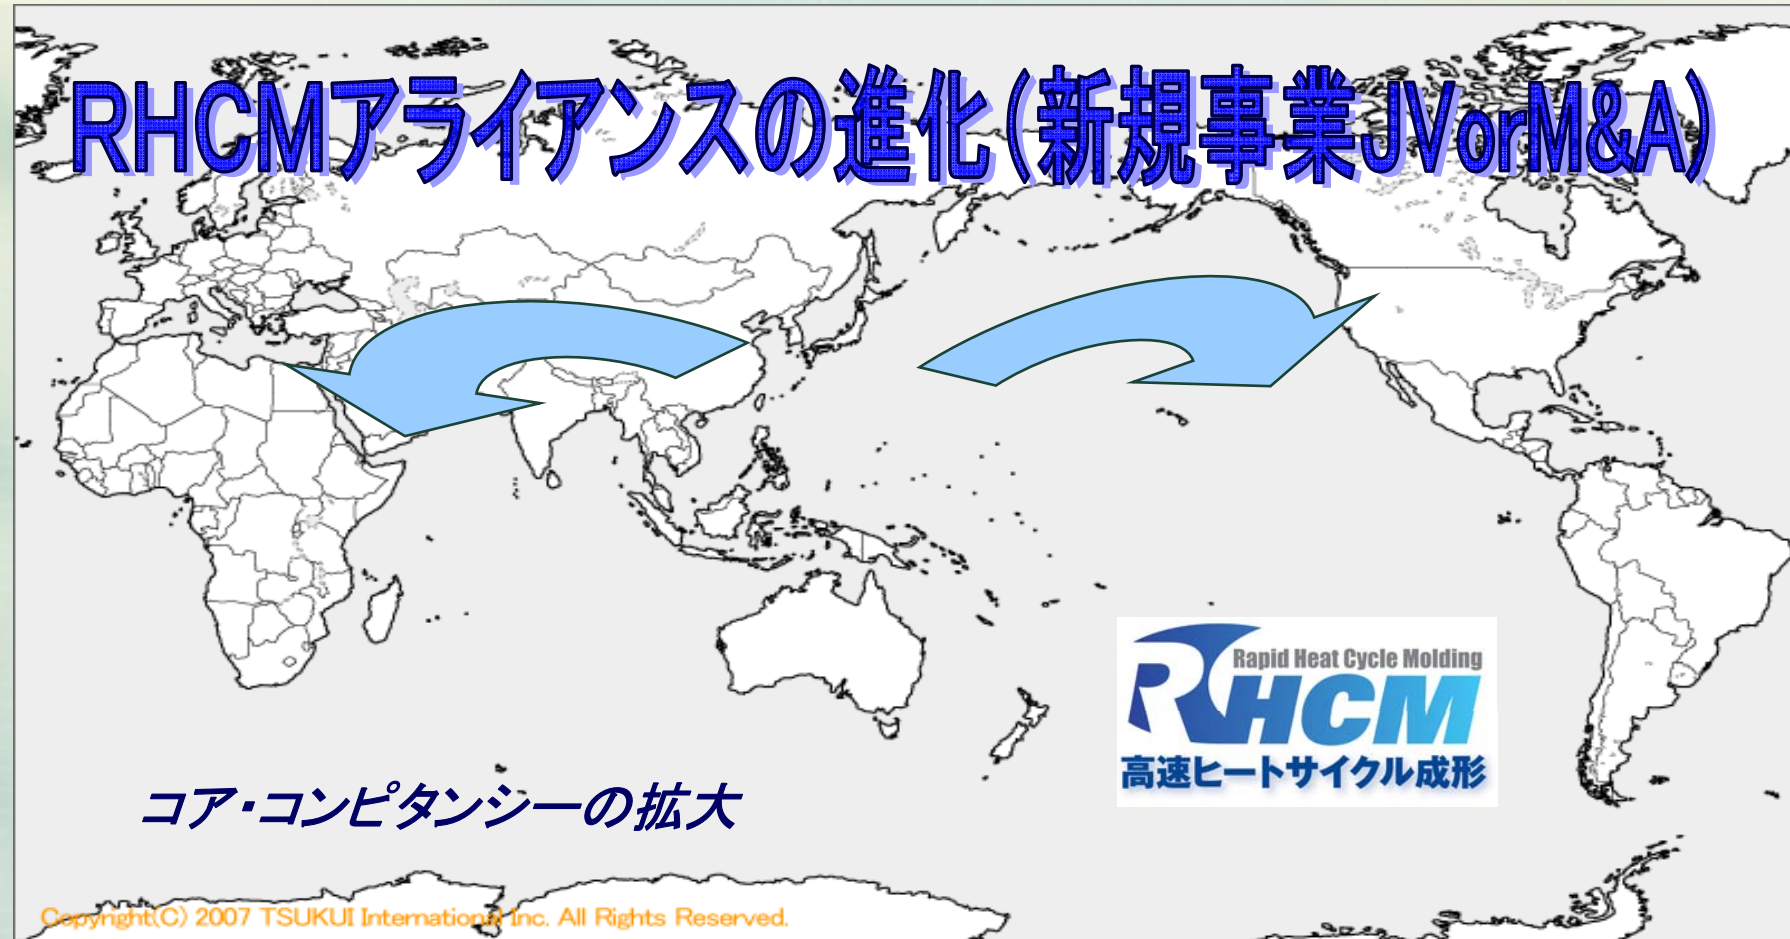 RHCMアライアンスの進化(新規事業JVorM&A)
Rapid Heat Cycle Molding
RHCM
高速ヒートサイクル成形
コア・コンピタンシーの拡大
Copyright(C) 2007 TSUKUI International Inc. All Rights Reserved.